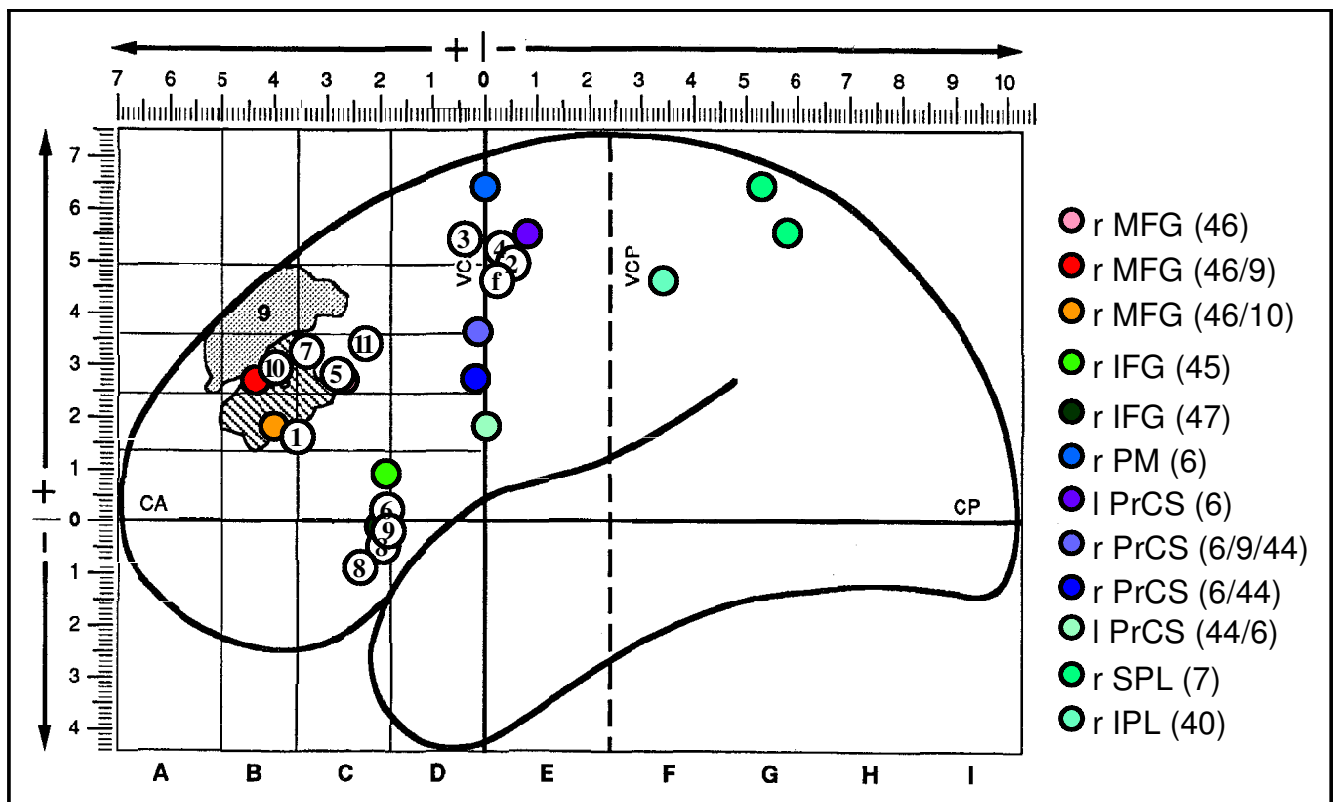 + | -
7 6 5 4 3 2 1 0 1 2 3 4 5 6 7 8 9 10
7
6
5
4
3
2
1
0
1
2
3
4
+
-
3
4
2
f
VC
VCP
9
11
7
10
5
1
6
9
8
8
CA
CP
A B C D E F G H I
r MFG (46)
r MFG (46/9)
r MFG (46/10)
r IFG (45)
r IFG (47)
r PM (6)
l PrCS (6)
r PrCS (6/9/44)
r PrCS (6/44)
l PrCS (44/6)
r SPL (7)
r IPL (40)